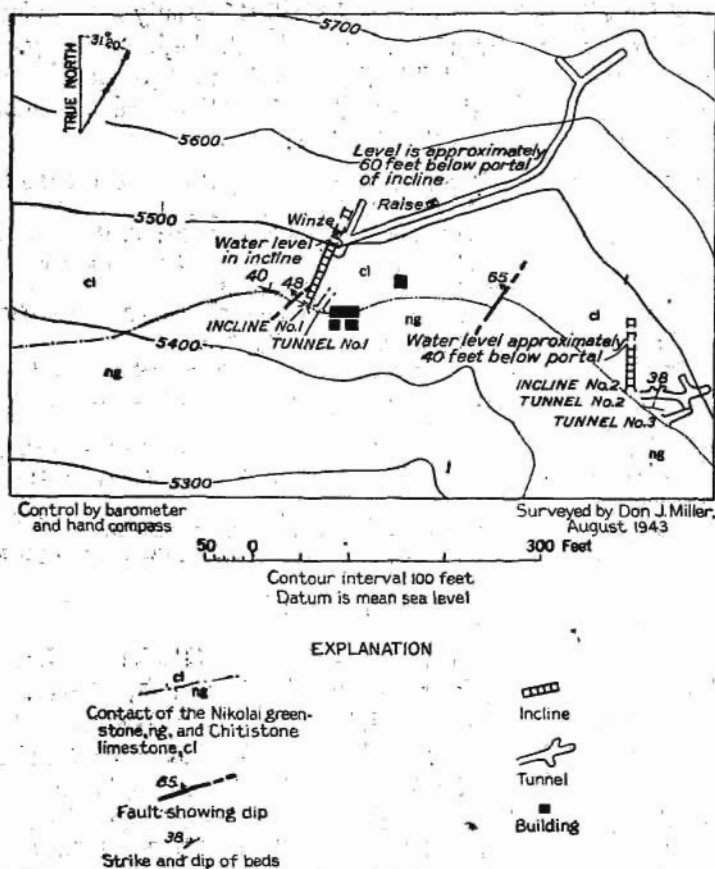 5700
31°20'
TRUE NORTH
5600
Level is approximately
60 feet below portal
of incline
5500
Winze
Raise
Water level
in incline
cl
cl
40
48
65
INCLINE No.1
TUNNEL No.1
ng
cl
Water level approximately
40 feet below portal
5400
ng
INCLINE No.2
38
TUNNEL No.2
TUNNEL No.3
ng
5300
Control by barometer
and hand compass
Surveyed by Don J. Miller,
August 1943
50 0 300 Feet
Contour interval 100 feet
Datum is mean sea level
EXPLANATION
cl
ng
Contact of the Nikolai green-
stone, ng, and Chitistone
limestone, cl
Incline
65
Fault showing dip
Tunnel
38
Strike and dip of beds
Building